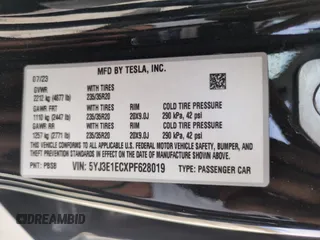 MFD BY TESLA, INC.
07/23
GVWR WITH TIRES
2212 kg (4877 lb) 235/35R20
GAWR FRT WITH TIRES RIM COLD TIRE PRESSURE
1110 kg (2447 lb) 235/35R20 20X9.0J 290 kPa, 42 psi
GAWR RR WITH TIRES RIM COLD TIRE PRESSURE
1257 kg (2771 lb) 235/35R20 20X9.0J 290 kPa, 42 psi
THIS VEHICLE CONFORMS TO ALL APPLICABLE
FEDERAL MOTOR VEHICLE SAFETY, BUMPER, AND
THEFT PREVENTION STANDARDS IN EFFECT ON THE
DATE OF MANUFACTURE SHOWN ABOVE.
PNT: PBSB VIN: 5YJ3E1ECXPF628019 TYPE: PASSENGER CAR
AUTOBIDMASTER